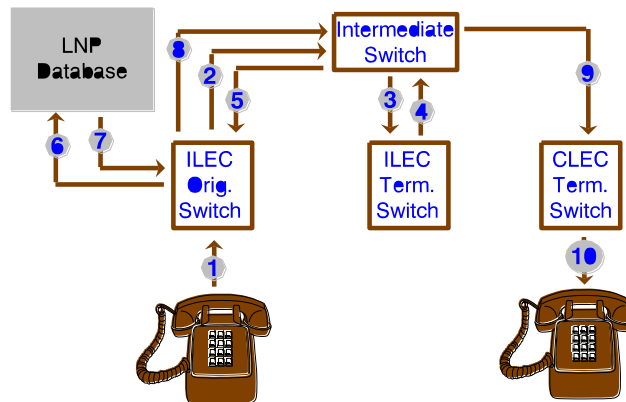 LNP
Database
8
2
Intermediate
Switch
5
3
4
9
6
7
ILEC
Orig.
Switch
ILEC
Term.
Switch
CLEC
Term.
Switch
1
10